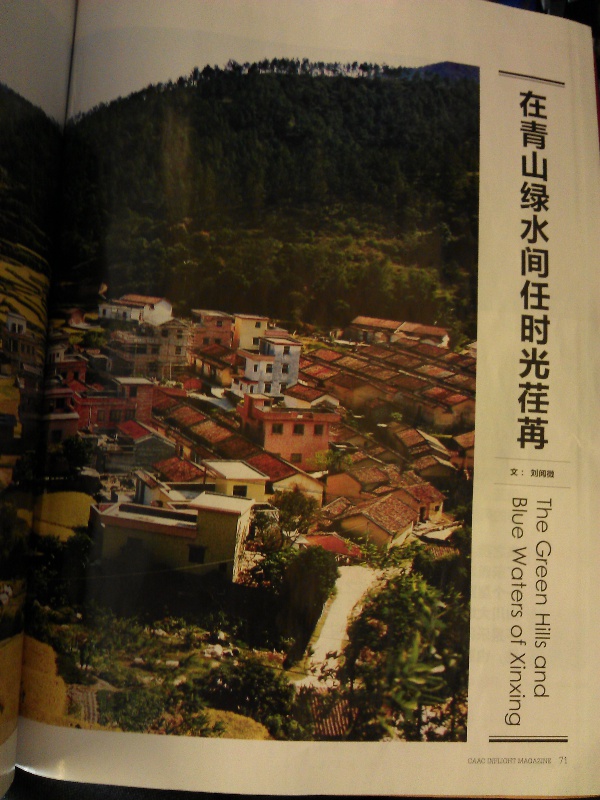 在青山绿水间任时光荏苒
文：刘阅微
The Green Hills and
Blue Waters of Xinxing
CAAC INFLIGHT MAGAZINE 71